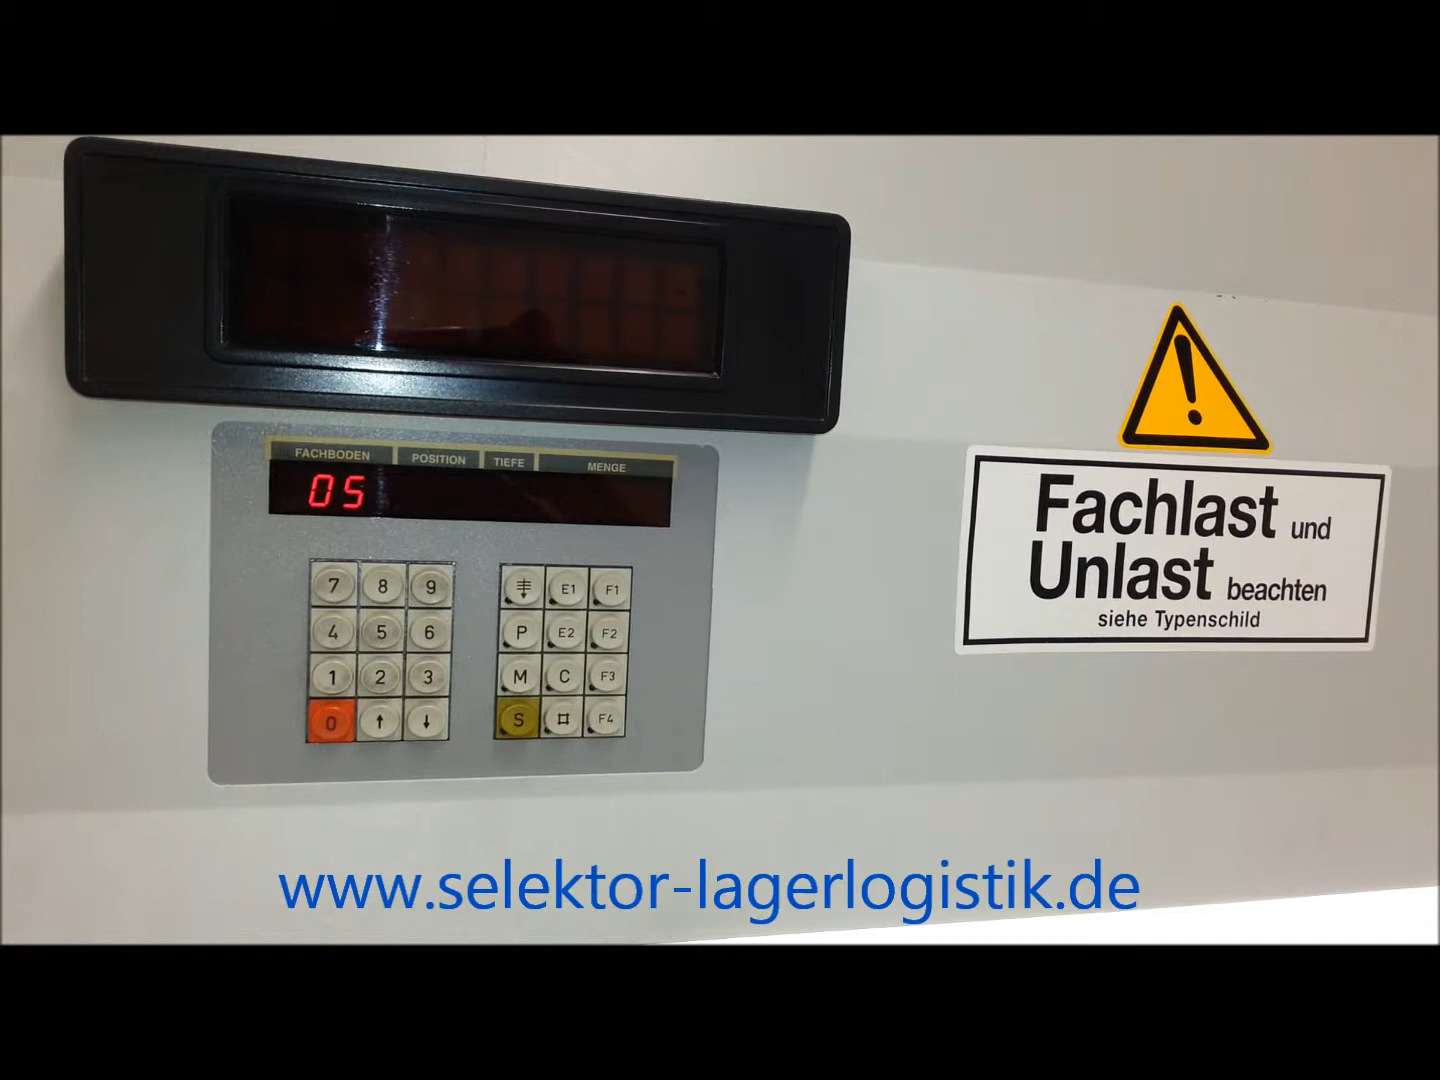 FACHBODEN POSITION TIEFE MENGE
05
7 8 9
4 5 6
1 2 3
0 ↑ ↓
E1 F1
P E2 F2
M C F3
S F4
Fachlast und
Unlast beachten
siehe Typenschild
www.selektor-lagerlogistik.de